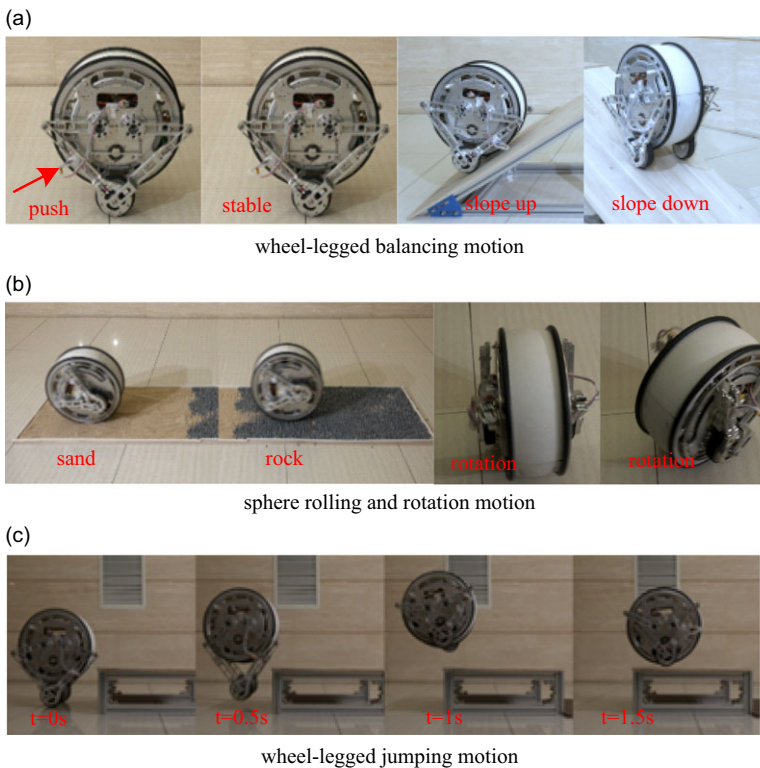 (a)
push
stable
slope up
slope down
wheel-legged balancing motion
(b)
sand
rock
rotation
rotation
sphere rolling and rotation motion
(c)
t=0s
t=0.5s
t=1s
t=1.5s
wheel-legged jumping motion